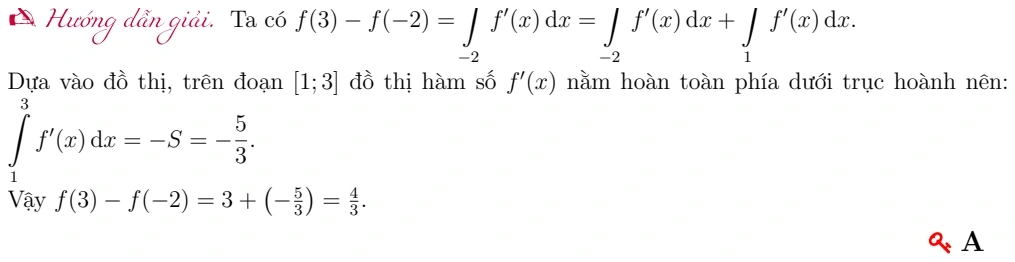 Hướng dẫn giải. Ta có f(3) − f(−2) = ∫_{−2} f′(x) dx = ∫_{−2} f′(x) dx + ∫_{1} f′(x) dx.
Dựa vào đồ thị, trên đoạn [1; 3] đồ thị hàm số f′(x) nằm hoàn toàn phía dưới trục hoành nên:
∫_{1}^{3} f′(x) dx = −S = −5/3.
Vậy f(3) − f(−2) = 3 + (−5/3) = 4/3.
A